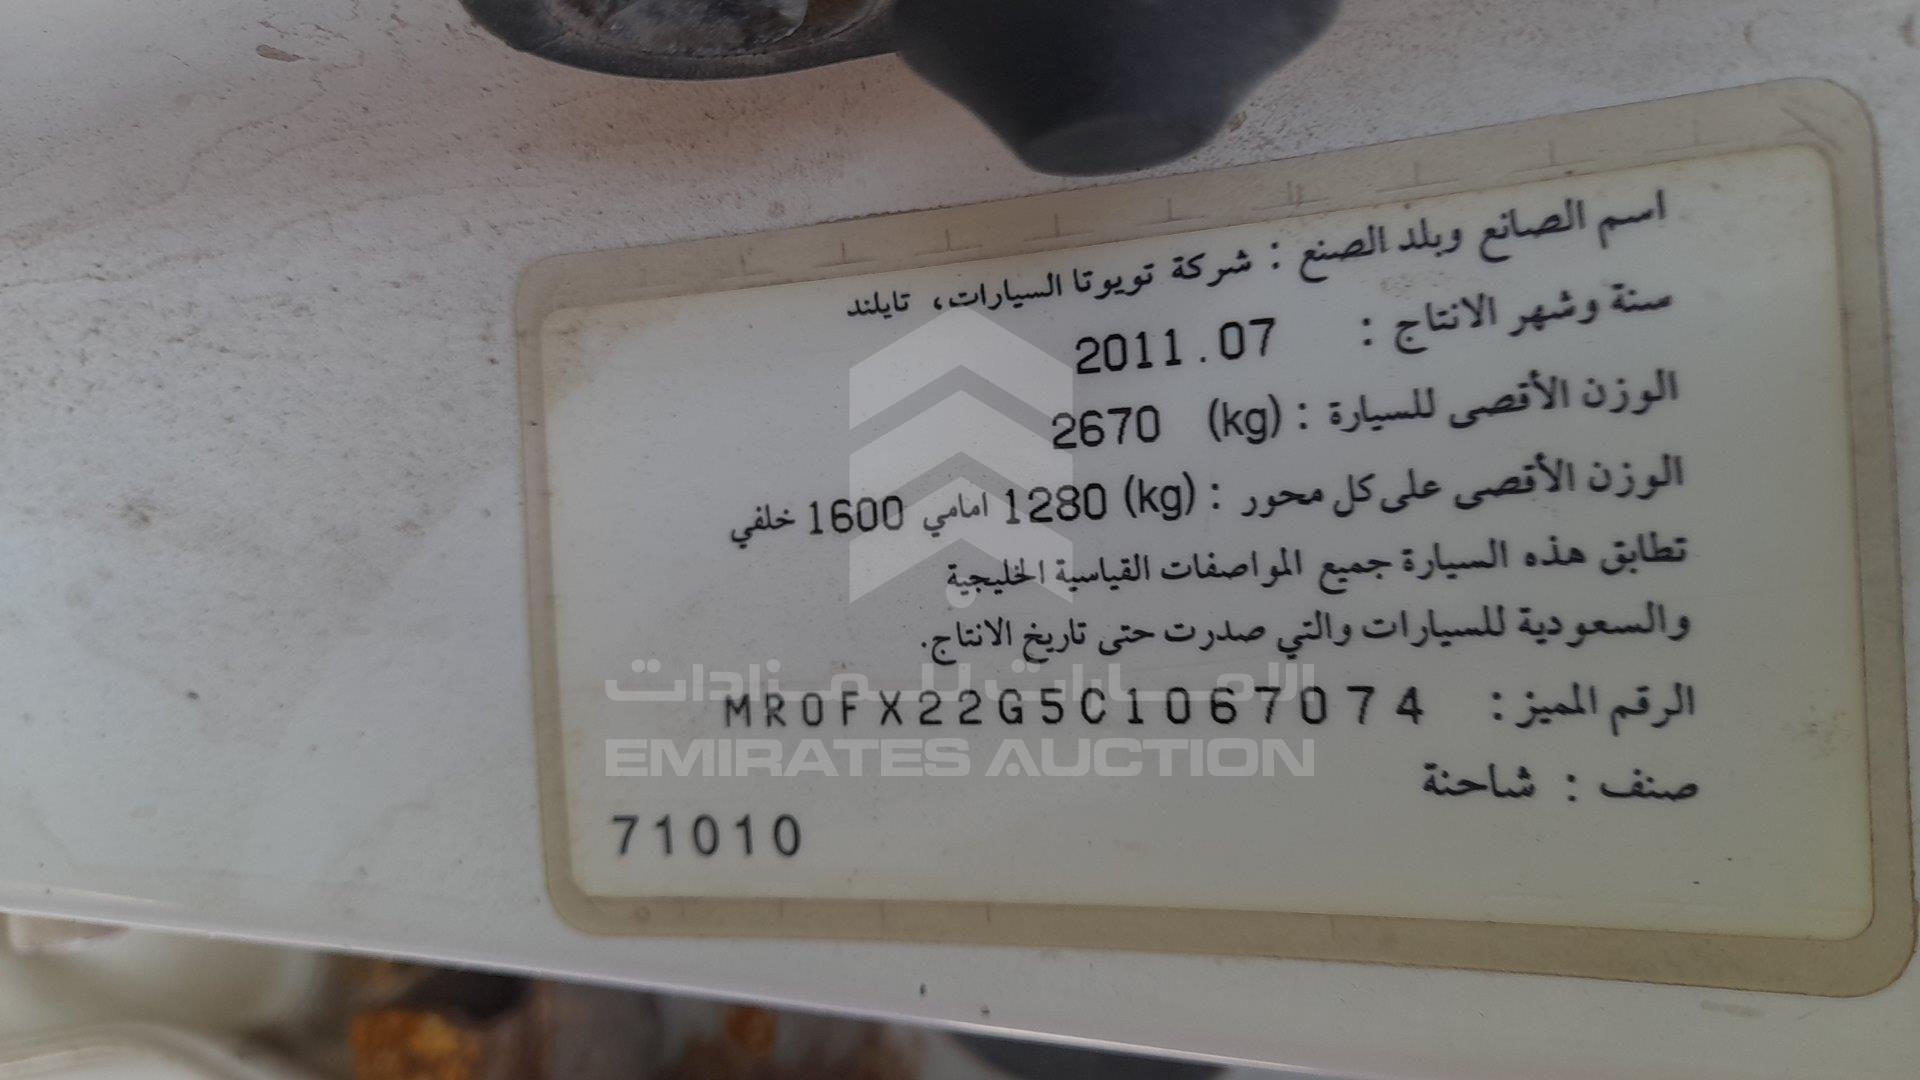 اسم الصانع وبلد الصنع : شركة تويوتا السيارات، تايلند
سنة وشهر الانتاج : 2011.07
الوزن الأقصى للسيارة : (kg) 2670
الوزن الأقصى على كل محور : (kg) 1280 امامي 1600 خلفي
تطابق هذه السيارة جميع المواصفات القياسية الخليجية
والسعودية للسيارات والتي صدرت حتى تاريخ الانتاج.
الامارات للمزادات
الرقم المميز : MR0FX22G5C1067074
EMIRATES AUCTION
صنف : شاحنة
71010